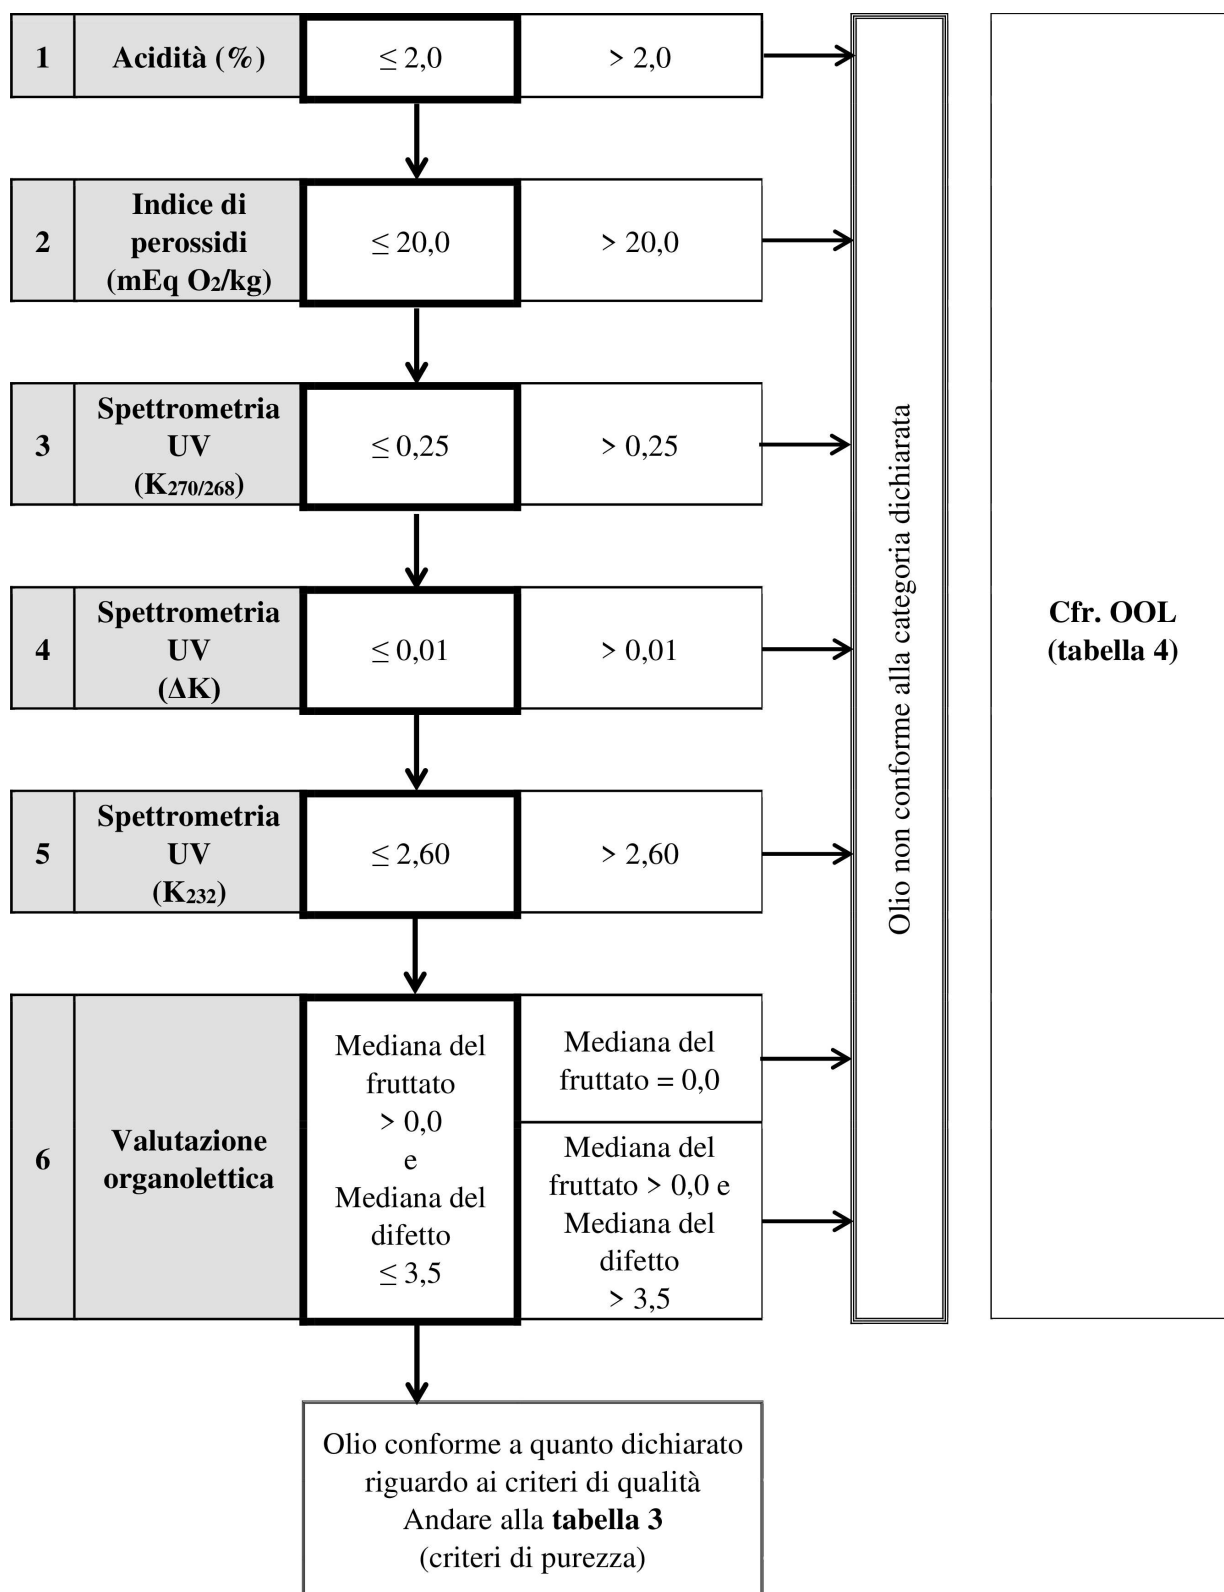 1
Acidità (%)
≤ 2,0
> 2,0
2
Indice di
perossidi
(mEq O₂/kg)
≤ 20,0
> 20,0
3
Spettrometria
UV
(K₂₇₀/₂₆₈)
≤ 0,25
> 0,25
4
Spettrometria
UV
(ΔK)
≤ 0,01
> 0,01
5
Spettrometria
UV
(K₂₃₂)
≤ 2,60
> 2,60
6
Valutazione
organolettica
Mediana del
fruttato
> 0,0
e
Mediana del
difetto
≤ 3,5
Mediana del
fruttato = 0,0
Mediana del
fruttato > 0,0 e
Mediana del
difetto
> 3,5
Olio non conforme alla categoria dichiarata
Cfr. OOL
(tabella 4)
Olio conforme a quanto dichiarato
riguardo ai criteri di qualità
Andare alla tabella 3
(criteri di purezza)